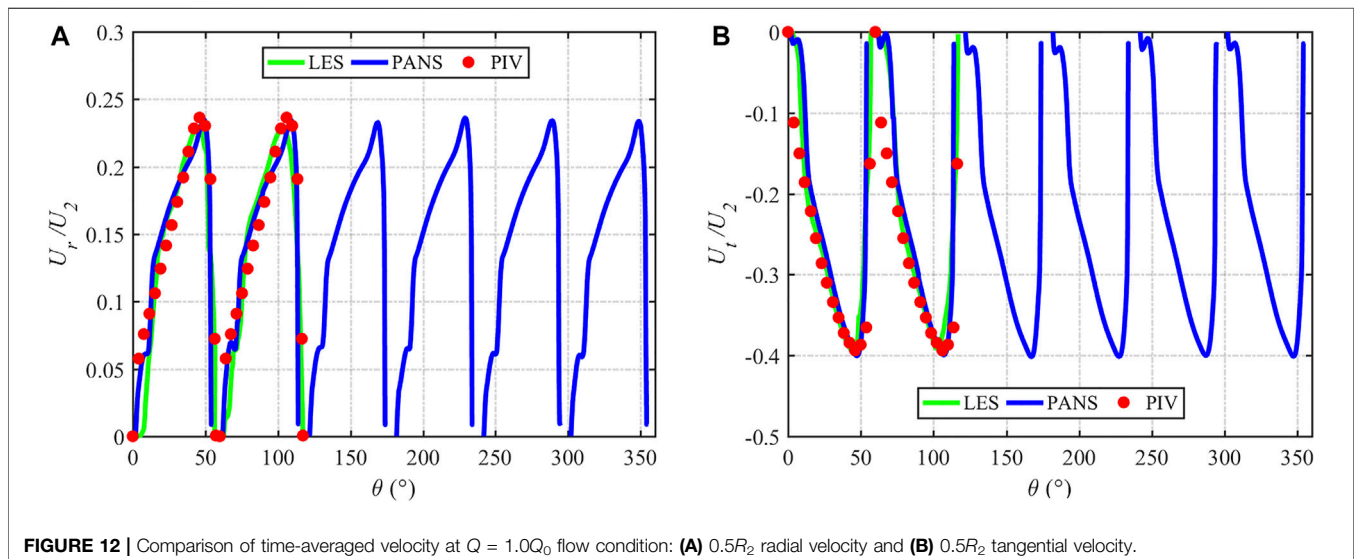 A
0.3
0.25
0.2
0.15
0.1
0.05
0
U_r/U_2
LES PANS PIV
0 50 100 150 200 250 300 350
θ (°)
B
0
-0.1
-0.2
-0.3
-0.4
-0.5
U_t/U_2
LES PANS PIV
0 50 100 150 200 250 300 350
θ (°)
FIGURE 12 | Comparison of time-averaged velocity at Q = 1.0Q₀ flow condition: (A) 0.5R₂ radial velocity and (B) 0.5R₂ tangential velocity.